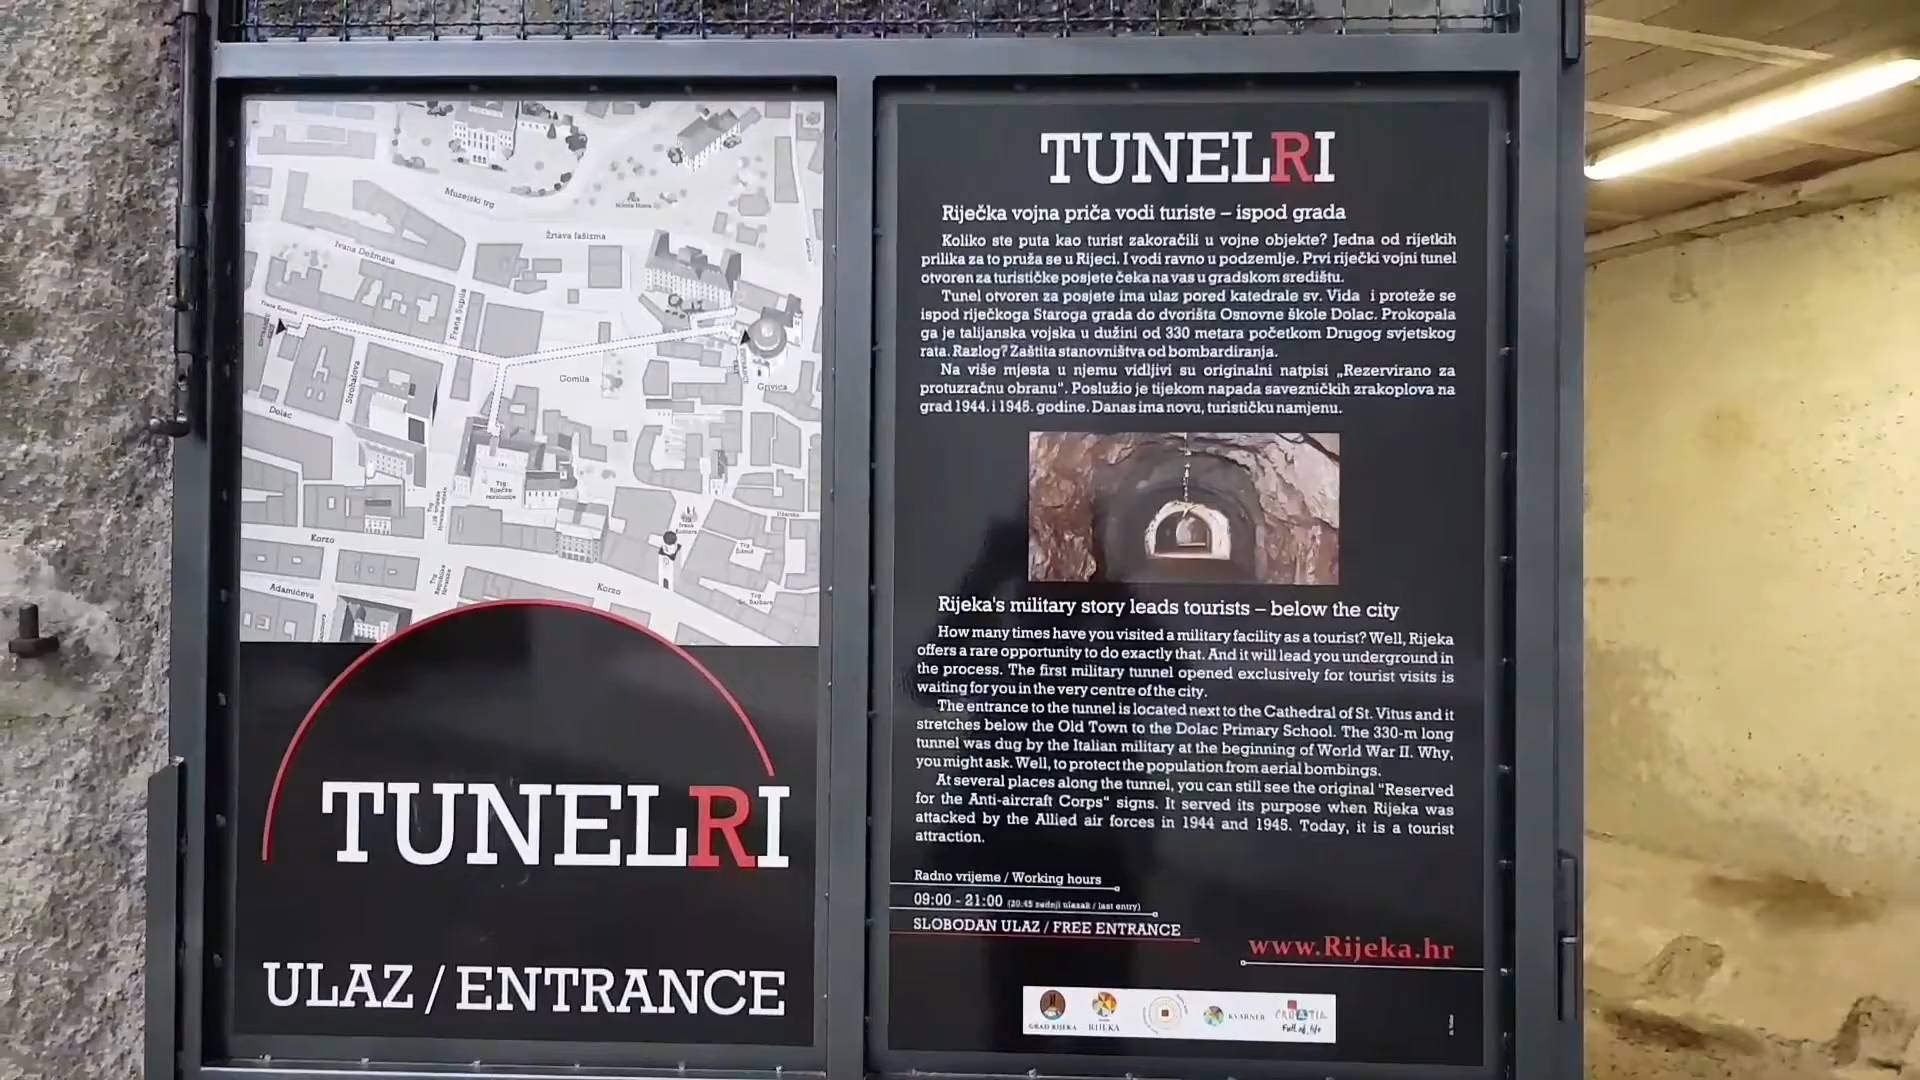 Muzejski trg
Žrtava fašizma
Ivana Dežmana
Frana Supila
Strohalova
Gomila
Grivica
Dolac
Trg
Riječke
rezolucije
Korzo
Korzo
Adamićeva
TUNELRI
ULAZ / ENTRANCE
TUNELRI
Riječka vojna priča vodi turiste – ispod grada
Koliko ste puta kao turist zakoračili u vojne objekte? Jedna od rijetkih
prilika za to pruža se u Rijeci. I vodi ravno u podzemlje. Prvi riječki vojni tunel
otvoren za turističke posjete čeka na vas u gradskom središtu.
Tunel otvoren za posjete ima ulaz pored katedrale sv. Vida i proteže se
ispod riječkoga Staroga grada do dvorišta Osnovne škole Dolac. Prokopala
ga je talijanska vojska u dužini od 330 metara početkom Drugog svjetskog
rata. Razlog? Zaštita stanovništva od bombardiranja.
Na više mjesta u njemu vidljivi su originalni natpisi „Rezervirano za
protuzračnu obranu“. Poslužio je tijekom napada savezničkih zrakoplova na
grad 1944. i 1945. godine. Danas ima novu, turističku namjenu.
Rijeka's military story leads tourists – below the city
How many times have you visited a military facility as a tourist? Well, Rijeka
offers a rare opportunity to do exactly that. And it will lead you underground in
the process. The first military tunnel opened exclusively for tourist visits is
waiting for you in the very centre of the city.
The entrance to the tunnel is located next to the Cathedral of St. Vitus and it
stretches below the Old Town to the Dolac Primary School. The 330-m long
tunnel was dug by the Italian military at the beginning of World War II. Why,
you might ask. Well, to protect the population from aerial bombings.
At several places along the tunnel, you can still see the original “Reserved
for the Anti-aircraft Corps“ signs. It served its purpose when Rijeka was
attacked by the Allied air forces in 1944 and 1945. Today, it is a tourist
attraction.
Radno vrijeme / Working hours
09:00 - 21:00 (20:45 zadnji ulazak / last entry)
SLOBODAN ULAZ / FREE ENTRANCE
www.Rijeka.hr
GRAD RIJEKA
RIJEKA
KVARNER
CROATIA
Full of life